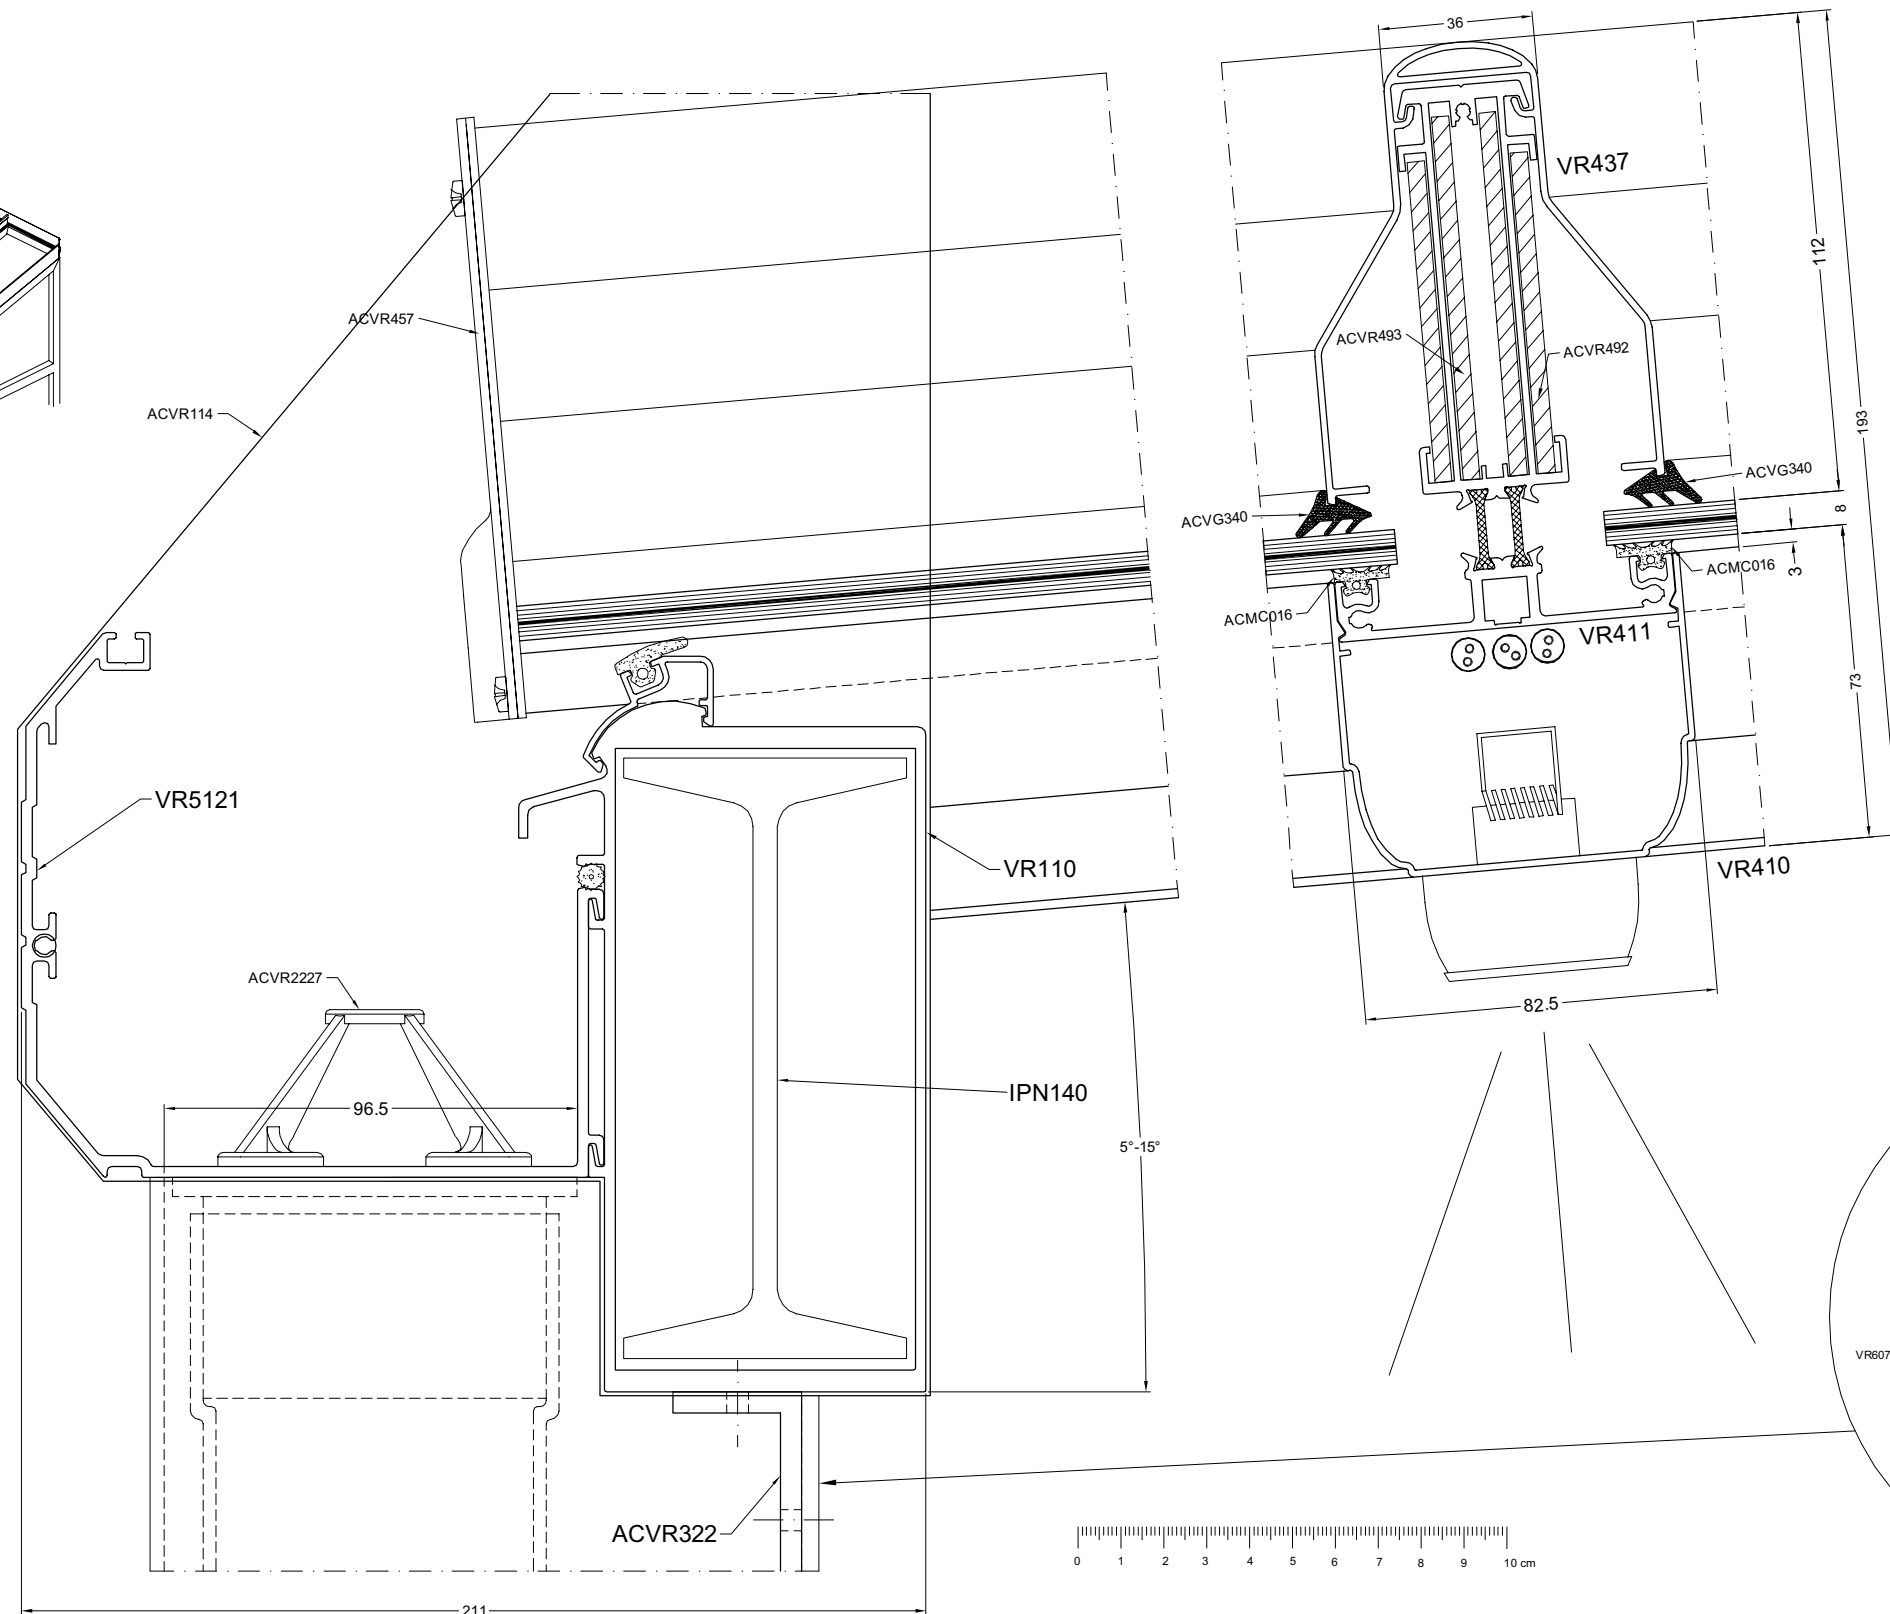 36
VR437
112
ACVR457
ACVR493
ACVR492
ACVR114
193
ACVG340
ACVG340
8
ACMC016
3
ACMC016
VR411
73
VR5121
VR110
VR410
ACVR2227
82.5
96.5
IPN140
5°-15°
VR607
ACVR322
0 1 2 3 4 5 6 7 8 9 10 cm
211